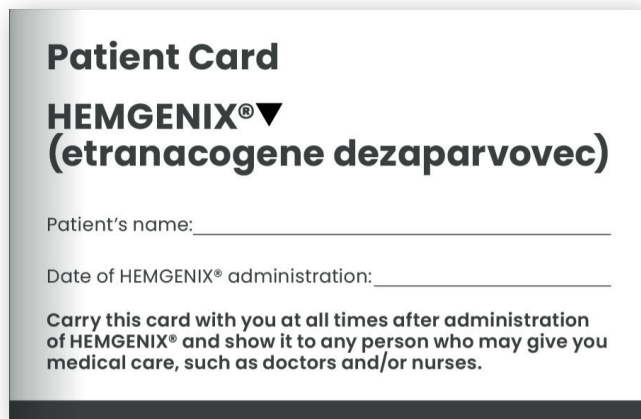 Patient Card
HEMGENIX®▼
(etranacogene dezaparvovec)
Patient's name:
Date of HEMGENIX® administration:
Carry this card with you at all times after administration
of HEMGENIX® and show it to any person who may give you
medical care, such as doctors and/or nurses.